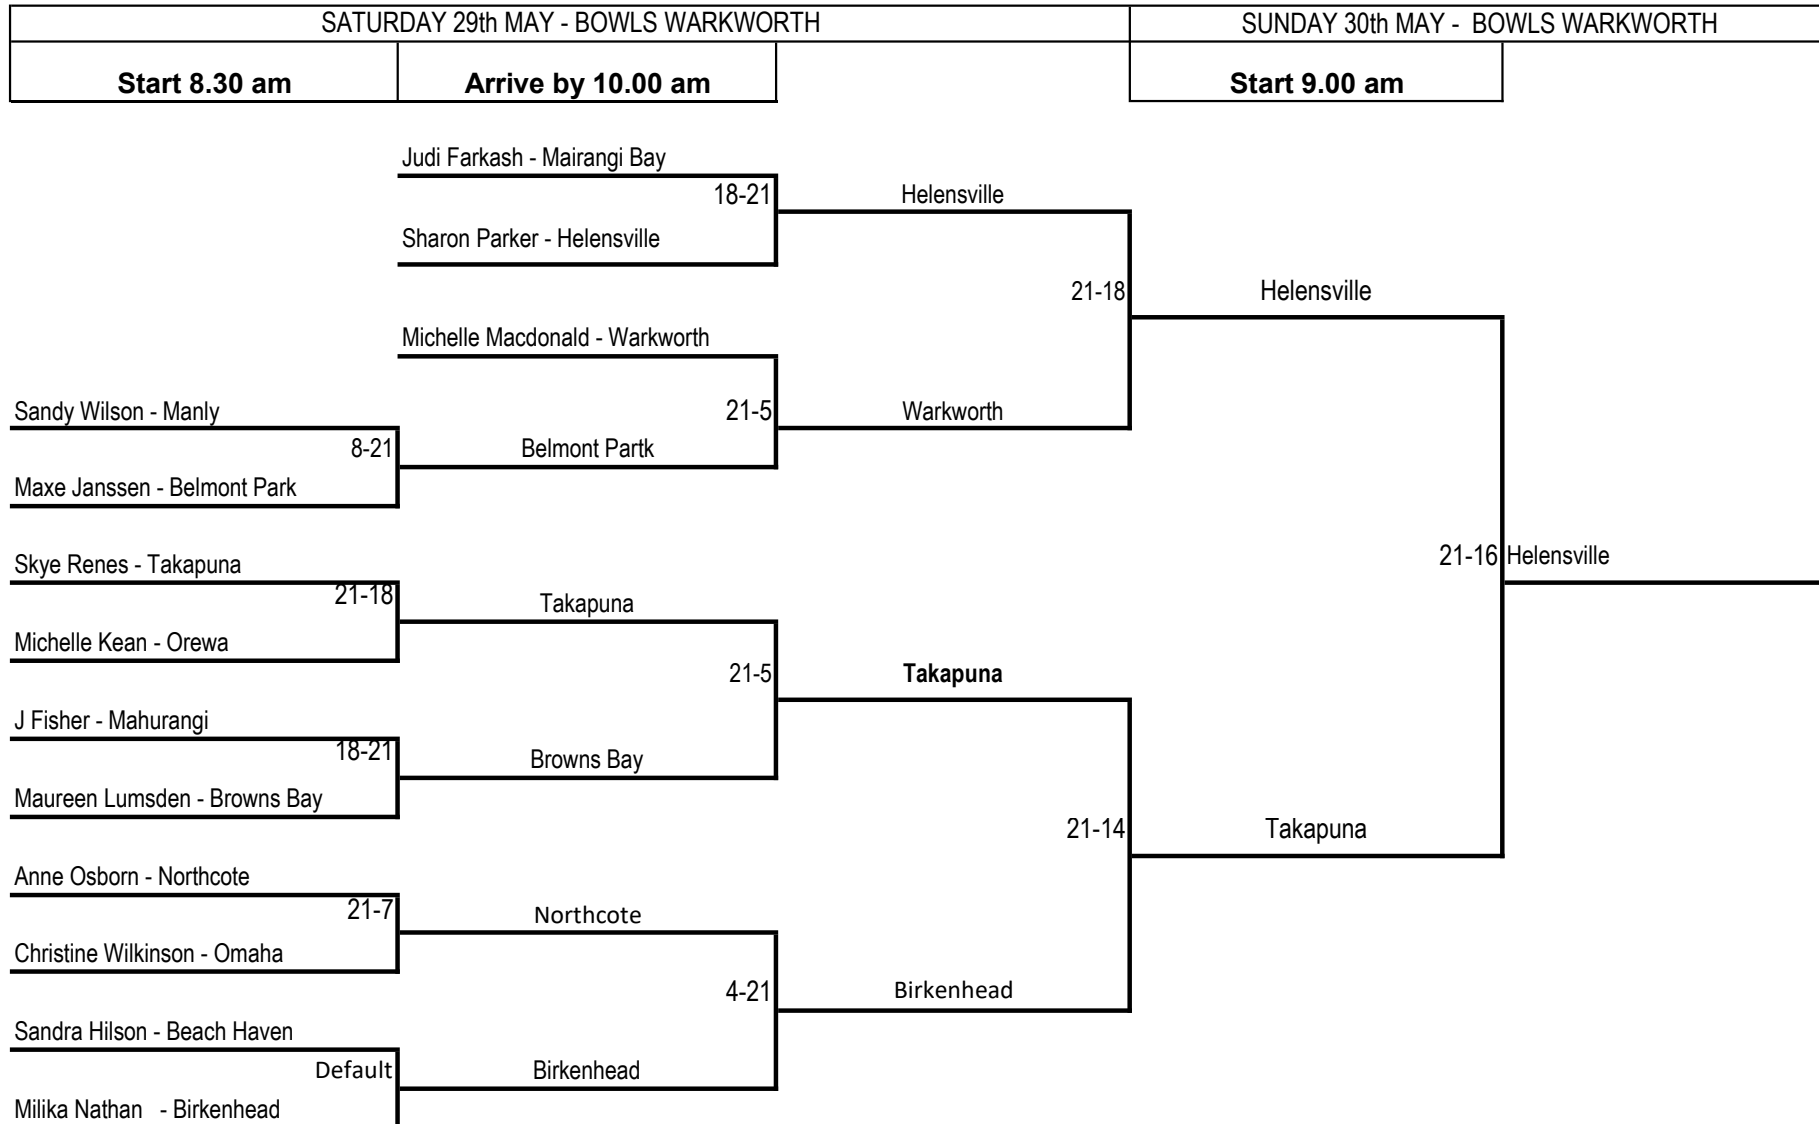 SATURDAY 29th MAY - BOWLS WARKWORTH
SUNDAY 30th MAY - BOWLS WARKWORTH
Start 8.30 am
Arrive by 10.00 am
Start 9.00 am
Judi Farkash - Mairangi Bay
18-21
Helensville
Sharon Parker - Helensville
21-18
Helensville
Michelle Macdonald - Warkworth
Sandy Wilson - Manly
21-5
Warkworth
8-21
Belmont Partk
Maxe Janssen - Belmont Park
Skye Renes - Takapuna
21-16
Helensville
21-18
Takapuna
Michelle Kean - Orewa
21-5
Takapuna
J Fisher - Mahurangi
18-21
Browns Bay
Maureen Lumsden - Browns Bay
21-14
Takapuna
Anne Osborn - Northcote
21-7
Northcote
Christine Wilkinson - Omaha
4-21
Birkenhead
Sandra Hilson - Beach Haven
Default
Birkenhead
Milika Nathan - Birkenhead